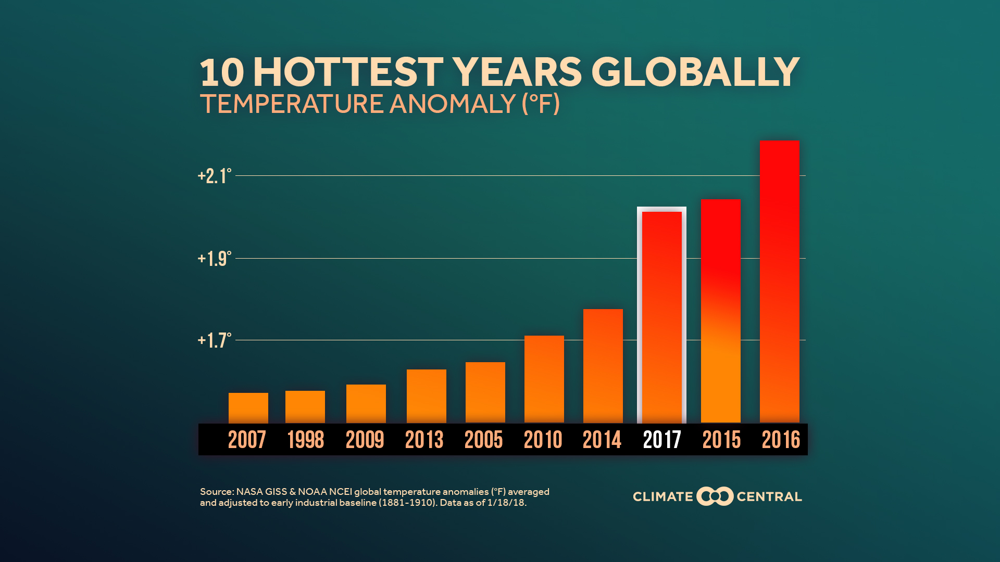 10 HOTTEST YEARS GLOBALLY
TEMPERATURE ANOMALY (°F)
+2.1°
+1.9°
+1.7°
2007 1998 2009 2013 2005 2010 2014 2017 2015 2016
Source: NASA GISS & NOAA NCEI global temperature anomalies (°F) averaged
and adjusted to early industrial baseline (1881-1910). Data as of 1/18/18.
CLIMATE CENTRAL